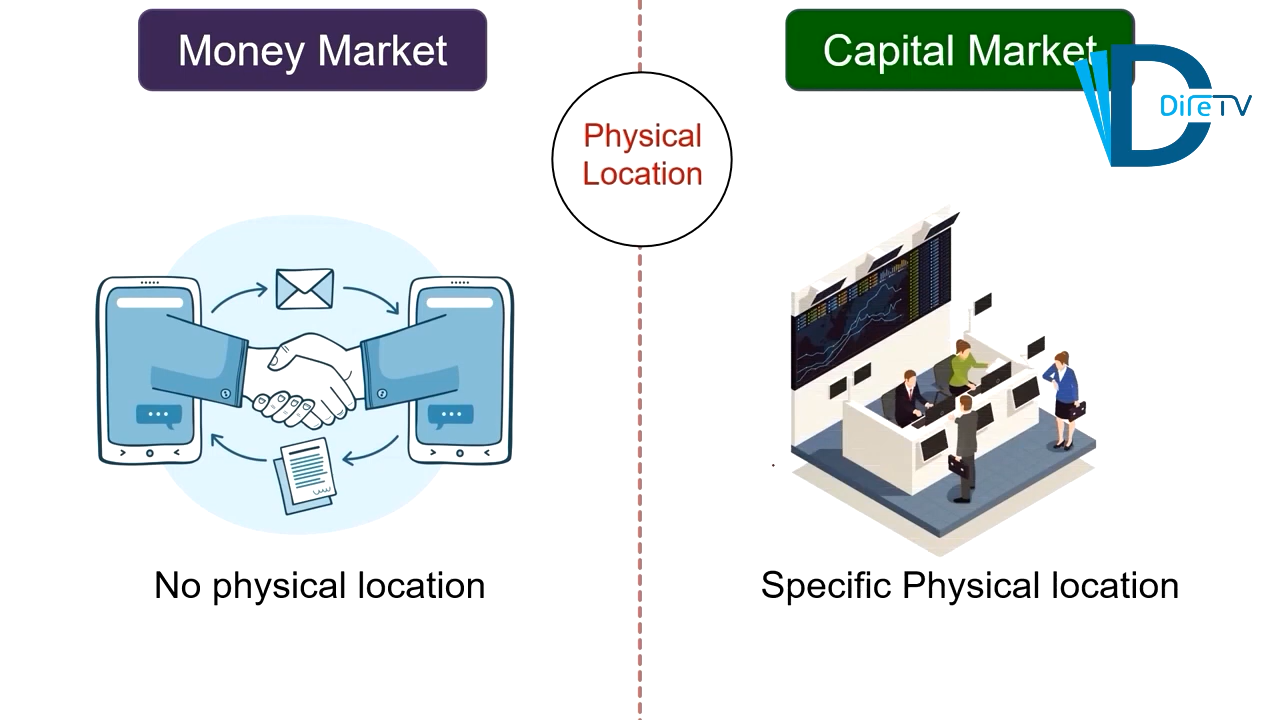 Money Market
Capital Market
DireTV
Physical
Location
No physical location
Specific Physical location